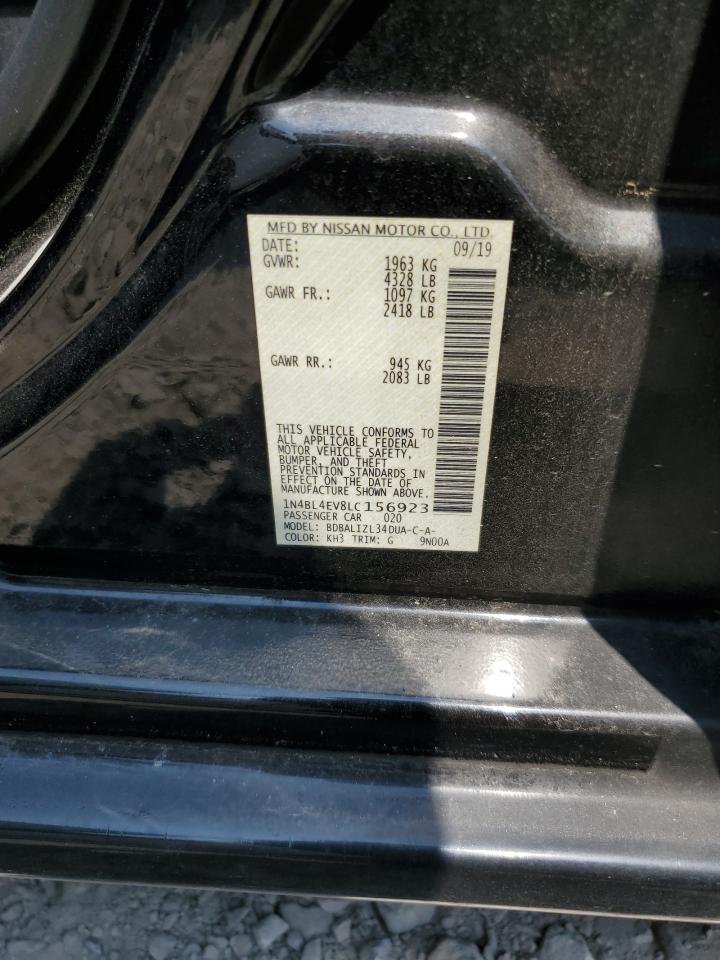 MFD BY NISSAN MOTOR CO., LTD.
DATE: 09/19
GVWR: 1963 KG
4328 LB
GAWR FR.: 1097 KG
2418 LB
GAWR RR.: 945 KG
2083 LB
THIS VEHICLE CONFORMS TO
ALL APPLICABLE FEDERAL
MOTOR VEHICLE SAFETY,
BUMPER, AND THEFT
PREVENTION STANDARDS IN
EFFECT ON THE DATE OF
MANUFACTURE SHOWN ABOVE.
1N4BL4EV8LC156923
PASSENGER CAR 020
MODEL: BDBALIZL34DUA-C-A-
COLOR: KH3 TRIM: G 9N00A